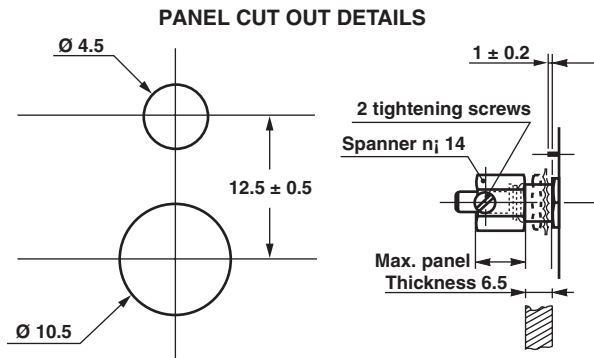 PANEL CUT OUT DETAILS
Ø 4.5
12.5 ± 0.5
Ø 10.5
1 ± 0.2
2 tightening screws
Spanner n¡ 14
Max. panel
Thickness 6.5